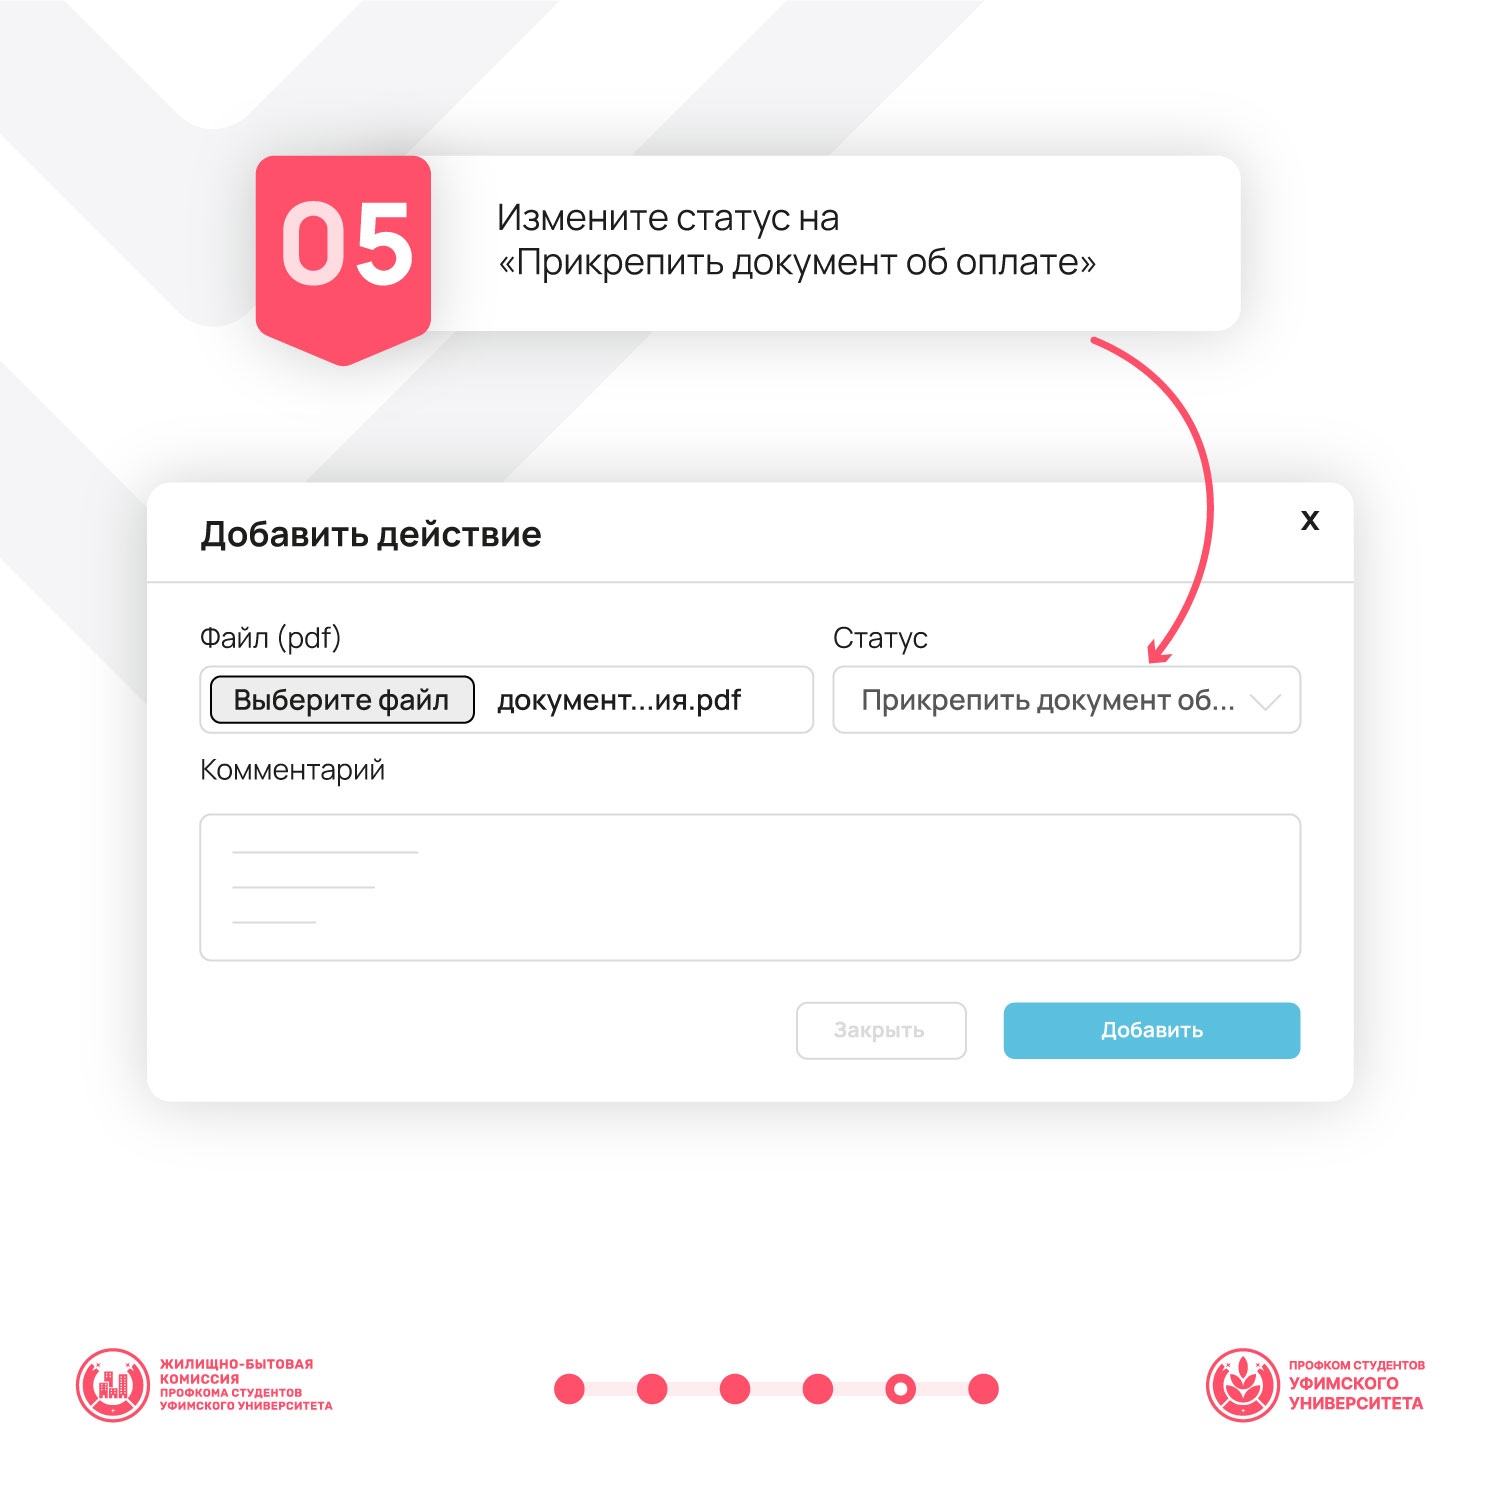 05
Измените статус на
«Прикрепить документ об оплате»
Добавить действие
X
Файл (pdf)
Статус
Выберите файл
документ...ия.pdf
Прикрепить документ об...
Комментарий
Закрыть
Добавить
ЖИЛИЩНО-БЫТОВАЯ
КОМИССИЯ
ПРОФКОМА СТУДЕНТОВ
УФИМСКОГО УНИВЕРСИТЕТА
ПРОФКОМ СТУДЕНТОВ
УФИМСКОГО
УНИВЕРСИТЕТА